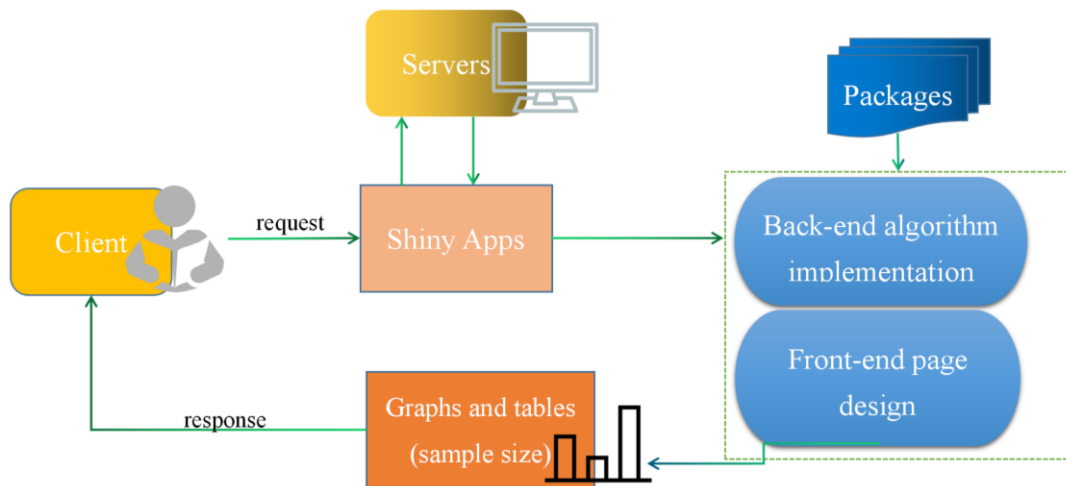 Servers
Packages
Client
request
Shiny Apps
Back-end algorithm
implementation
Front-end page
design
Graphs and tables
(sample size)
response